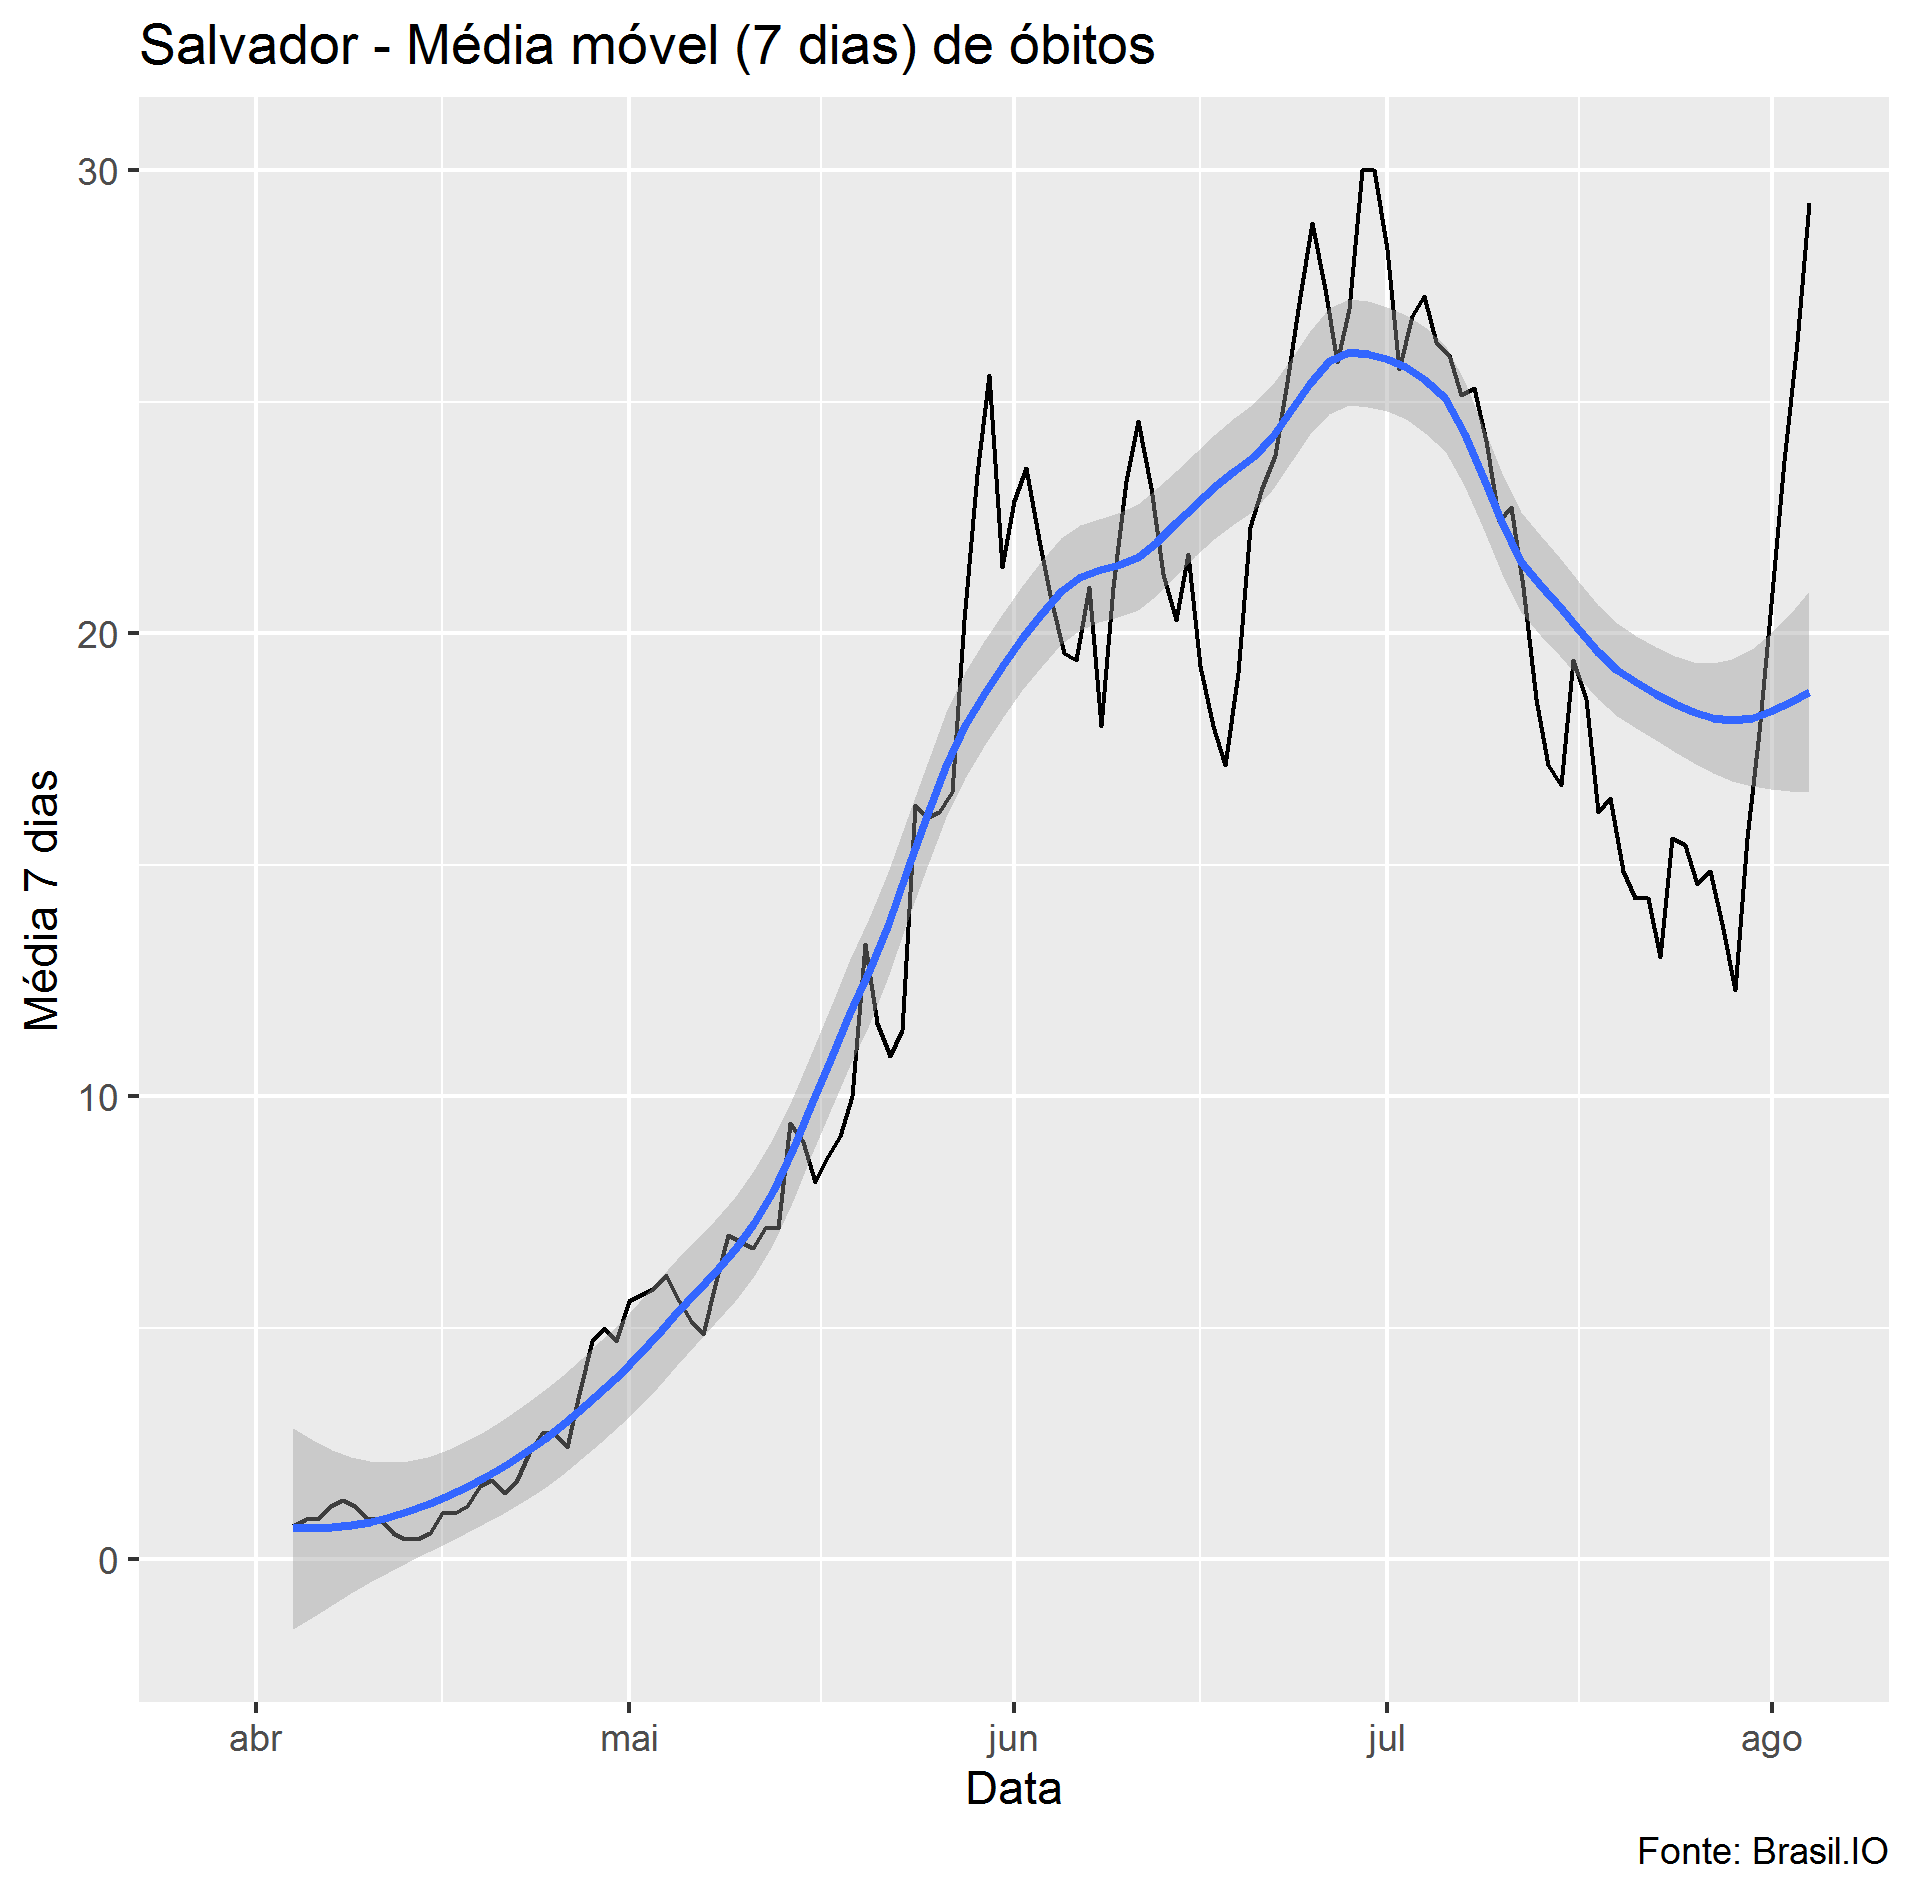 Salvador - Média móvel (7 dias) de óbitos
30
20
10
0
Média 7 dias
abr mai jun jul ago
Data
Fonte: Brasil.IO